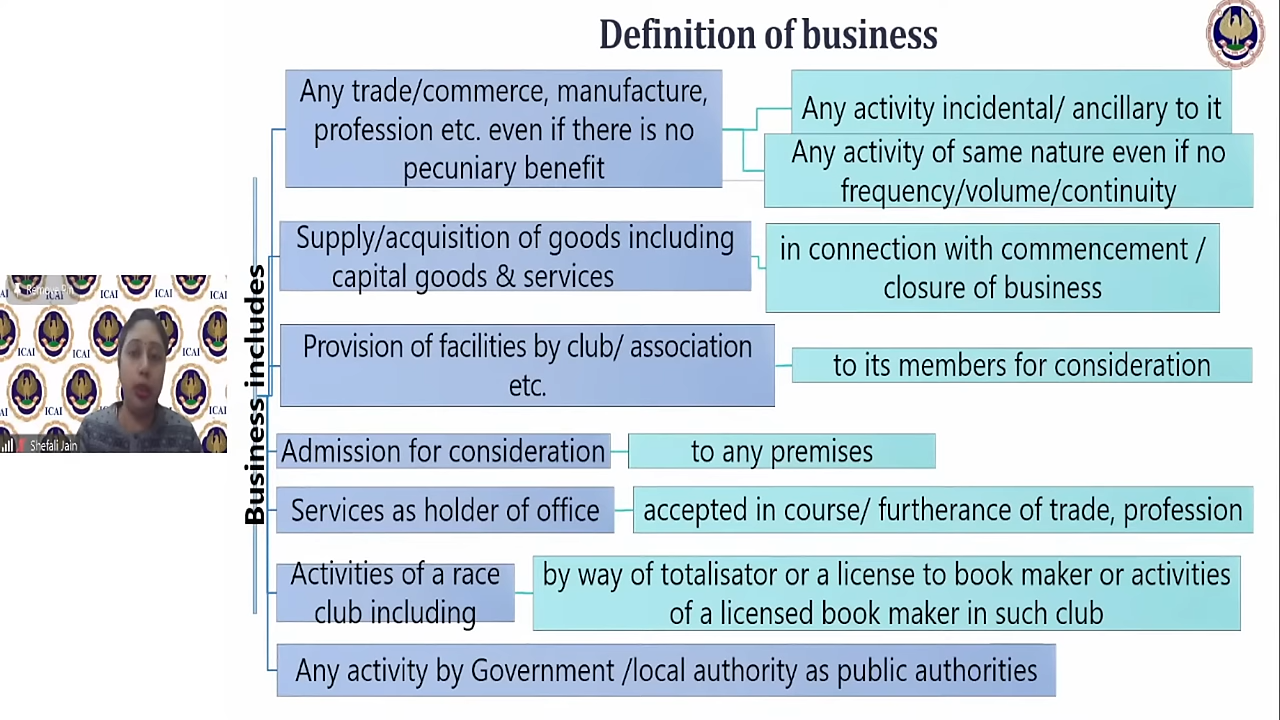 Definition of business
Any trade/commerce, manufacture,
profession etc. even if there is no
pecuniary benefit
Any activity incidental/ ancillary to it
Any activity of same nature even if no
frequency/volume/continuity
Supply/acquisition of goods including
capital goods & services
in connection with commencement /
closure of business
Provision of facilities by club/ association
etc.
to its members for consideration
Admission for consideration
to any premises
Services as holder of office
accepted in course/ furtherance of trade, profession
Activities of a race
club including
by way of totalisator or a license to book maker or activities
of a licensed book maker in such club
Any activity by Government /local authority as public authorities
Business includes
ICAI
ICAI
ICAI
ICAI
ICAI
ICAI
Shefali Jain